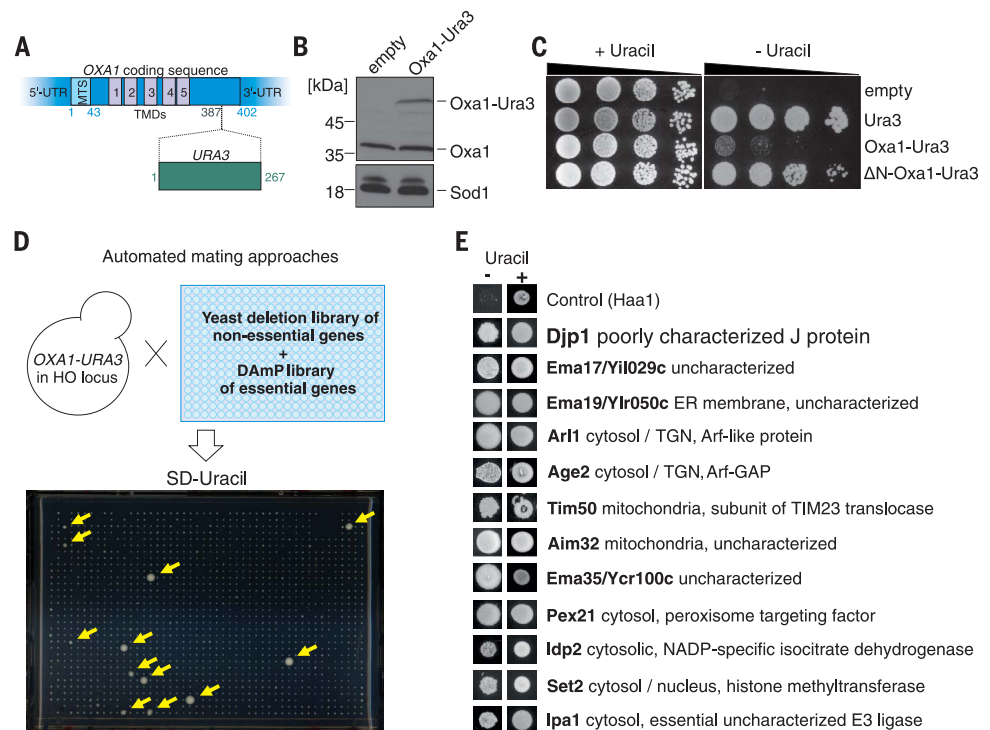 A
OXA1 coding sequence
5'-UTR
MTS
1
2
3
4
5
3'-UTR
1
43
TMDs
387
402
URA3
1
267
B
empty
Oxa1-Ura3
[kDa]
Oxa1-Ura3
45
35
Oxa1
18
Sod1
C
+ Uracil
- Uracil
empty
Ura3
Oxa1-Ura3
ΔN-Oxa1-Ura3
D
Automated mating approaches
OXA1-URA3
in HO locus
Yeast deletion library of
non-essential genes
+
DAmP library
of essential genes
SD-Uracil
E
Uracil
- +
Control (Haa1)
Djp1 poorly characterized J protein
Ema17/Yil029c uncharacterized
Ema19/Ylr050c ER membrane, uncharacterized
Arl1 cytosol / TGN, Arf-like protein
Age2 cytosol / TGN, Arf-GAP
Tim50 mitochondria, subunit of TIM23 translocase
Aim32 mitochondria, uncharacterized
Ema35/Ycr100c uncharacterized
Pex21 cytosol, peroxisome targeting factor
Idp2 cytosolic, NADP-specific isocitrate dehydrogenase
Set2 cytosol / nucleus, histone methyltransferase
Ipa1 cytosol, essential uncharacterized E3 ligase